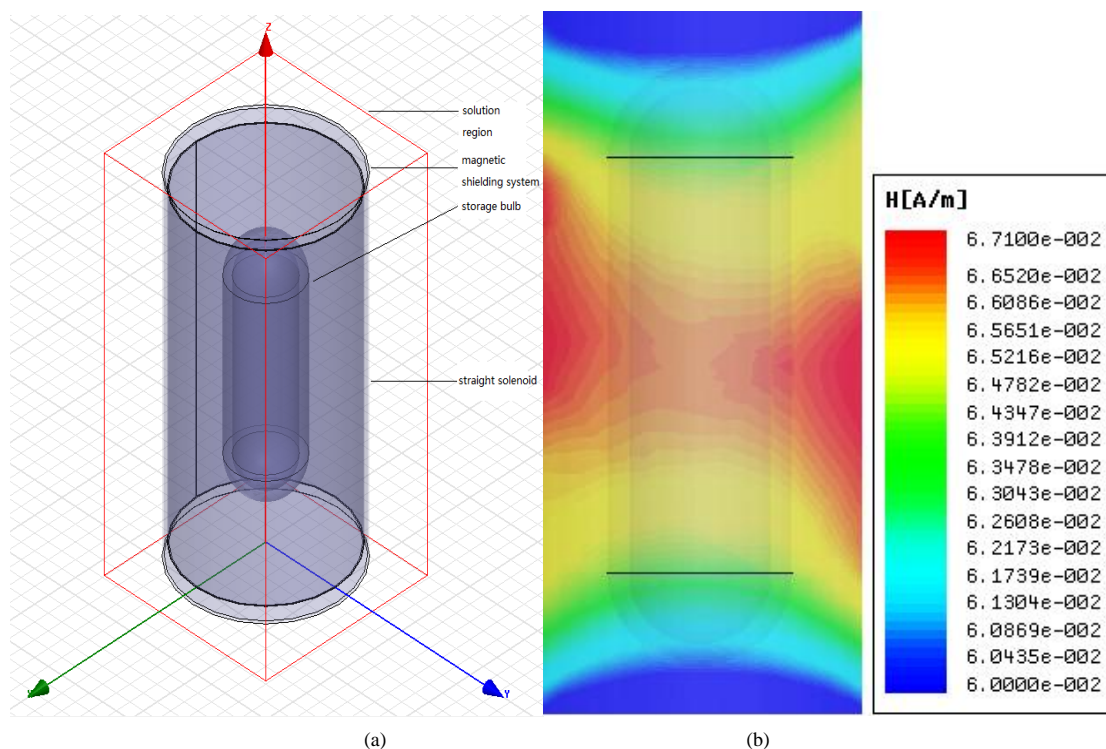 Z
solution
region
magnetic
shielding system
storage bulb
straight solenoid
Y
(a)
H[A/m]
6.7100e-002
6.6520e-002
6.6086e-002
6.5651e-002
6.5216e-002
6.4782e-002
6.4347e-002
6.3912e-002
6.3478e-002
6.3043e-002
6.2608e-002
6.2173e-002
6.1739e-002
6.1304e-002
6.0869e-002
6.0435e-002
6.0000e-002
(b)